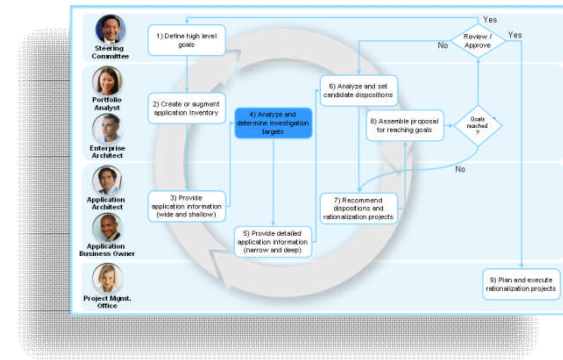 Steering
Committee
1) Define high level
goals
Yes
Review /
Approve
No
Portfolio
Analyst
Enterprise
Architect
2) Create or augment
application Inventory
4) Analyze and
determine investigation
targets
6) Analyze and set
candidate dispositions
8) Assemble proposal
for reaching goals
Goals
reached
?
No
Application
Architect
Application
Business Owner
3) Provide
application information
(wide and shallow)
5) Provide detailed
application information
(narrow and deep)
7) Recommend
dispositions and
rationalization projects
Project Mgmt.
Office
9) Plan and execute
rationalization projects
Yes